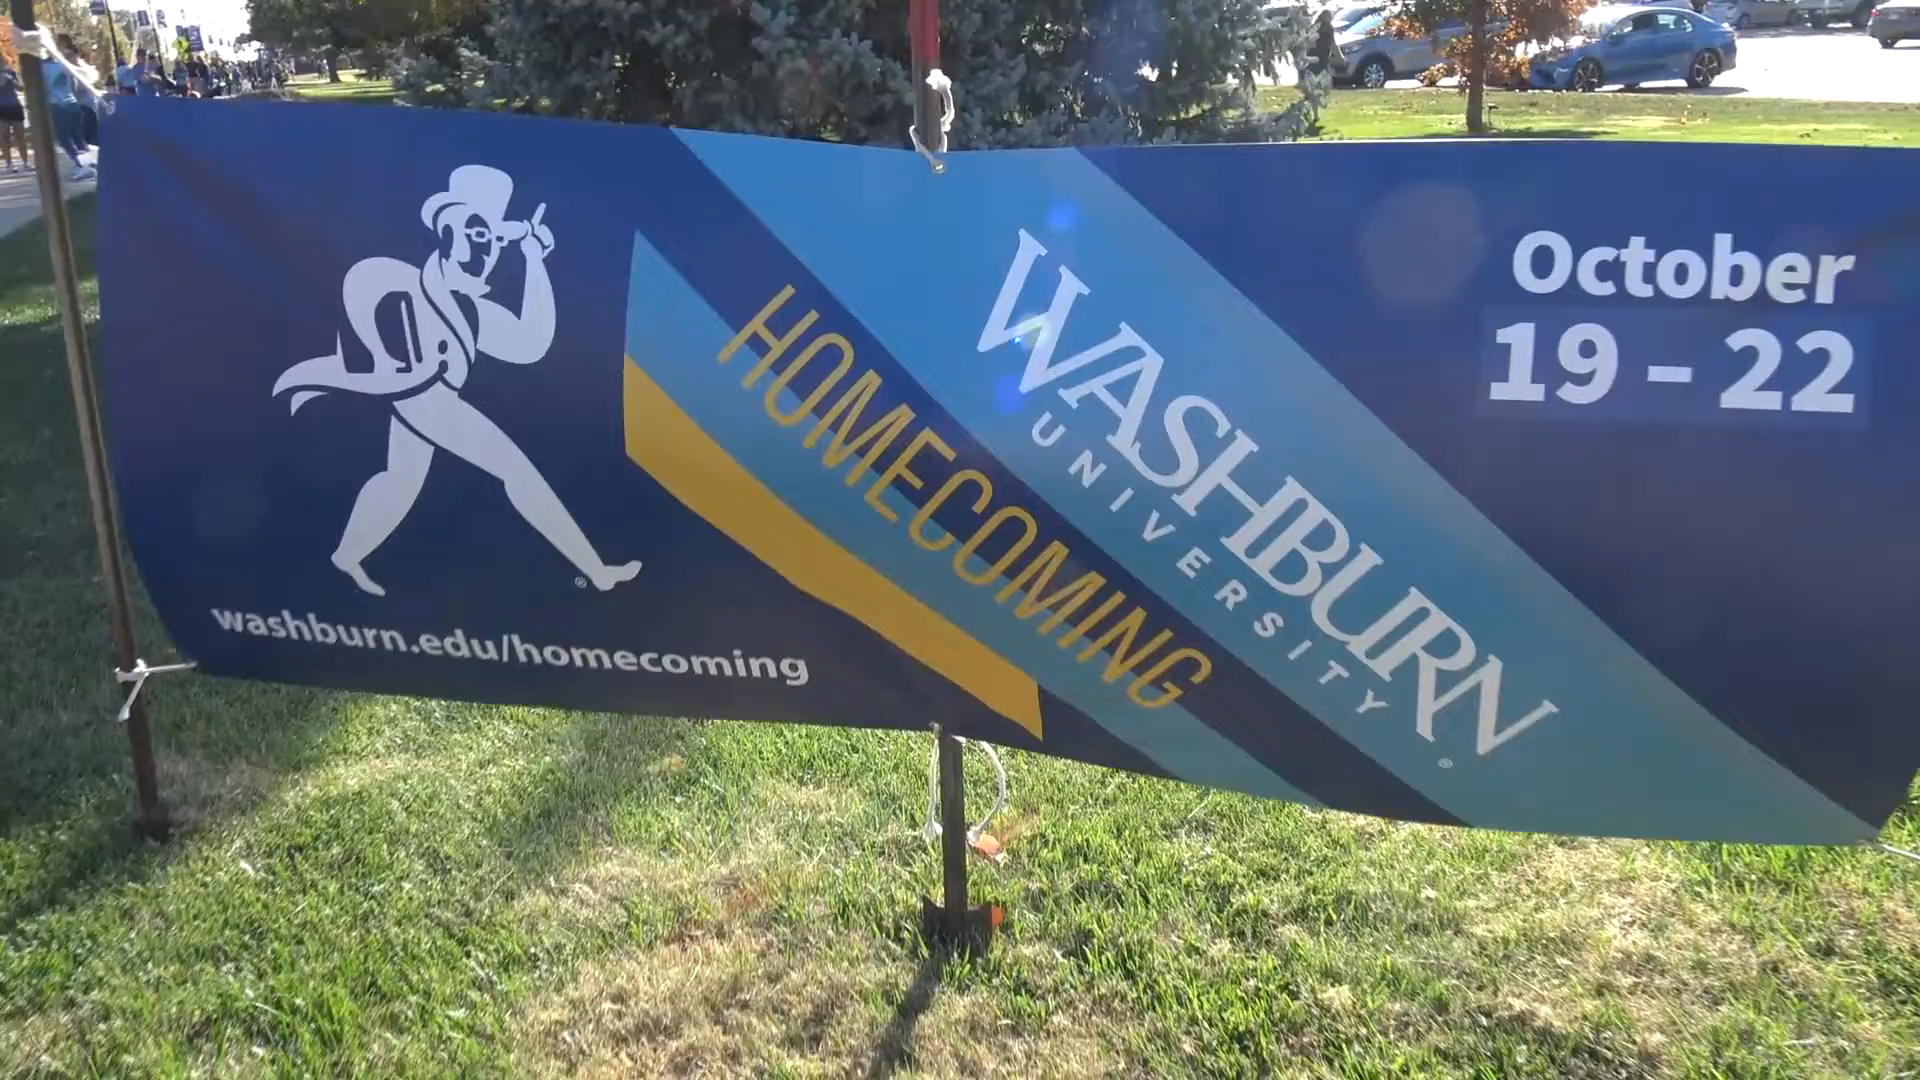 October
19 – 22
WASHBURN
UNIVERSITY
HOMECOMING
washburn.edu/homecoming